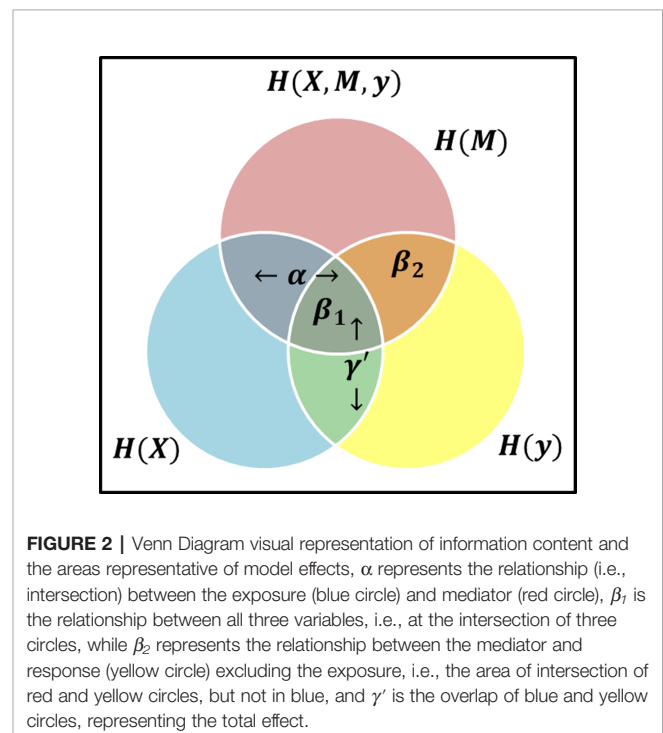 H(X, M, y)
H(M)
← α →
β₂
β₁ ↑
γ′
↓
H(X)
H(y)
FIGURE 2 | Venn Diagram visual representation of information content and
the areas representative of model effects, α represents the relationship (i.e.,
intersection) between the exposure (blue circle) and mediator (red circle), β₁ is
the relationship between all three variables, i.e., at the intersection of three
circles, while β₂ represents the relationship between the mediator and
response (yellow circle) excluding the exposure, i.e., the area of intersection of
red and yellow circles, but not in blue, and γ′ is the overlap of blue and yellow
circles, representing the total effect.